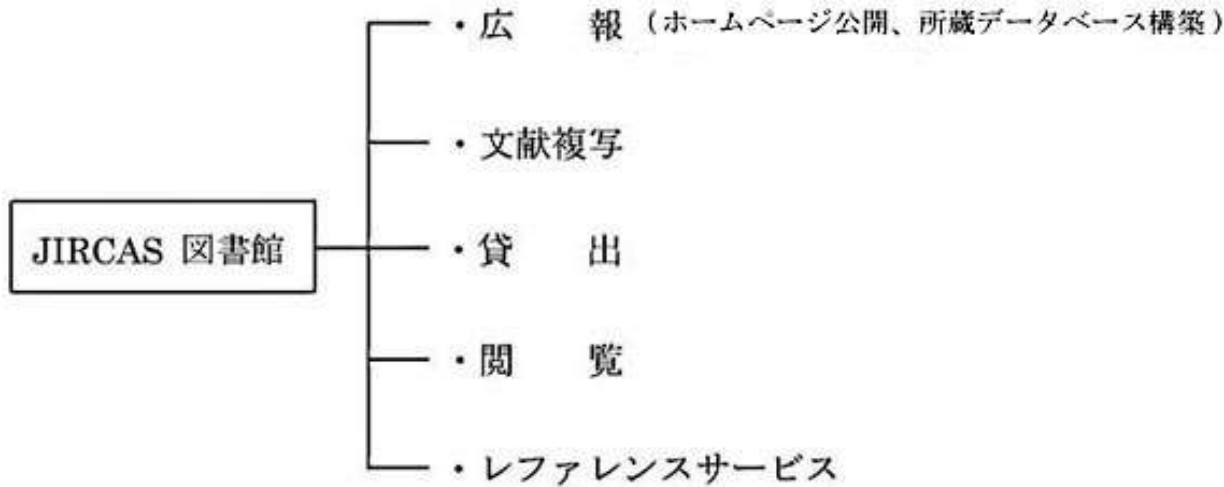 ・広　報（ホームページ公開、所蔵データベース構築）
・文献複写
JIRCAS 図書館
・貸　出
・閲　覧
・レファレンスサービス